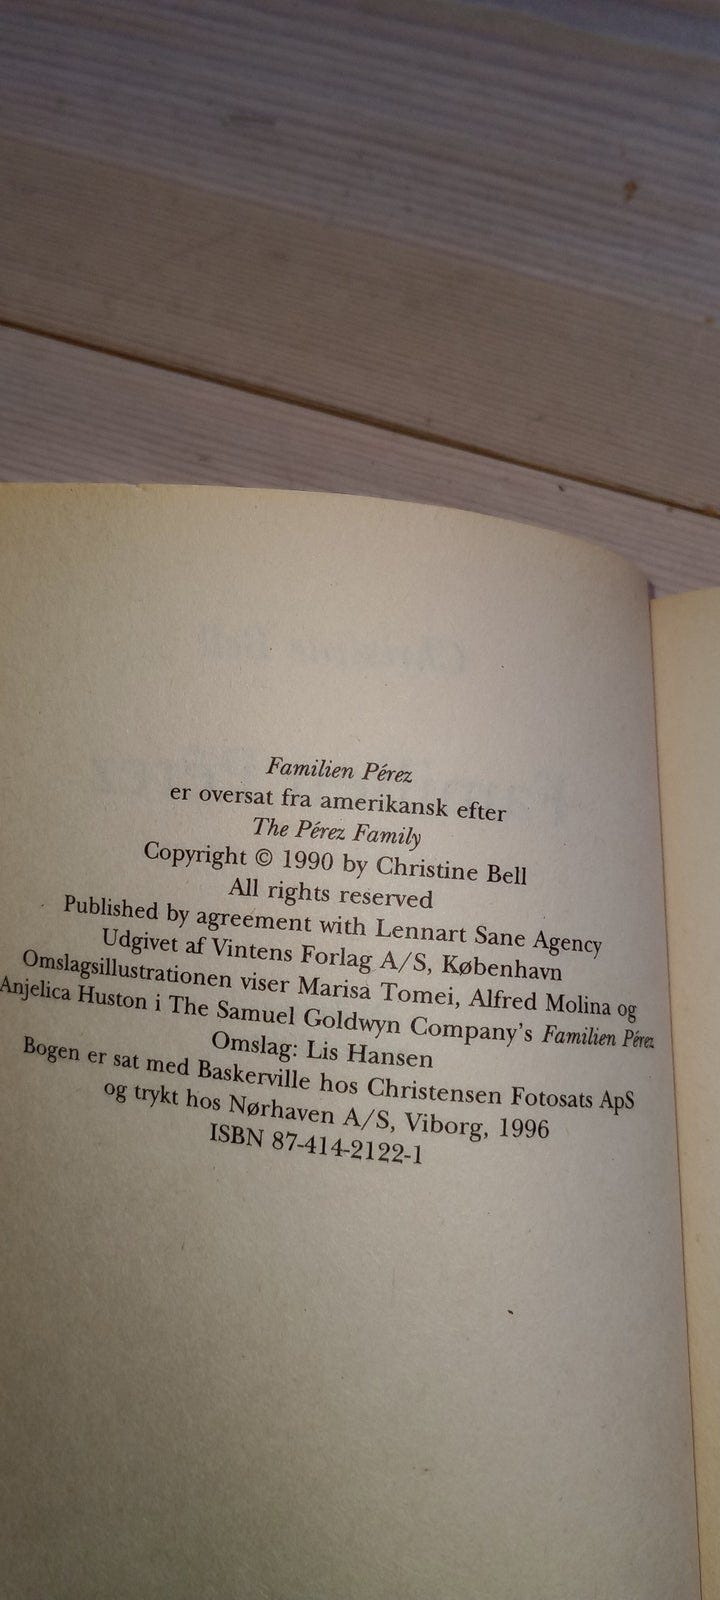 Familien Pérez
er oversat fra amerikansk efter
The Pérez Family
Copyright © 1990 by Christine Bell
All rights reserved
Published by agreement with Lennart Sane Agency
Udgivet af Vintens Forlag A/S, København
Omslagsillustrationen viser Marisa Tomei, Alfred Molina og
Anjelica Huston i The Samuel Goldwyn Company's Familien Pérez
Omslag: Lis Hansen
Bogen er sat med Baskerville hos Christensen Fotosats ApS
og trykt hos Nørhaven A/S, Viborg, 1996
ISBN 87-414-2122-1